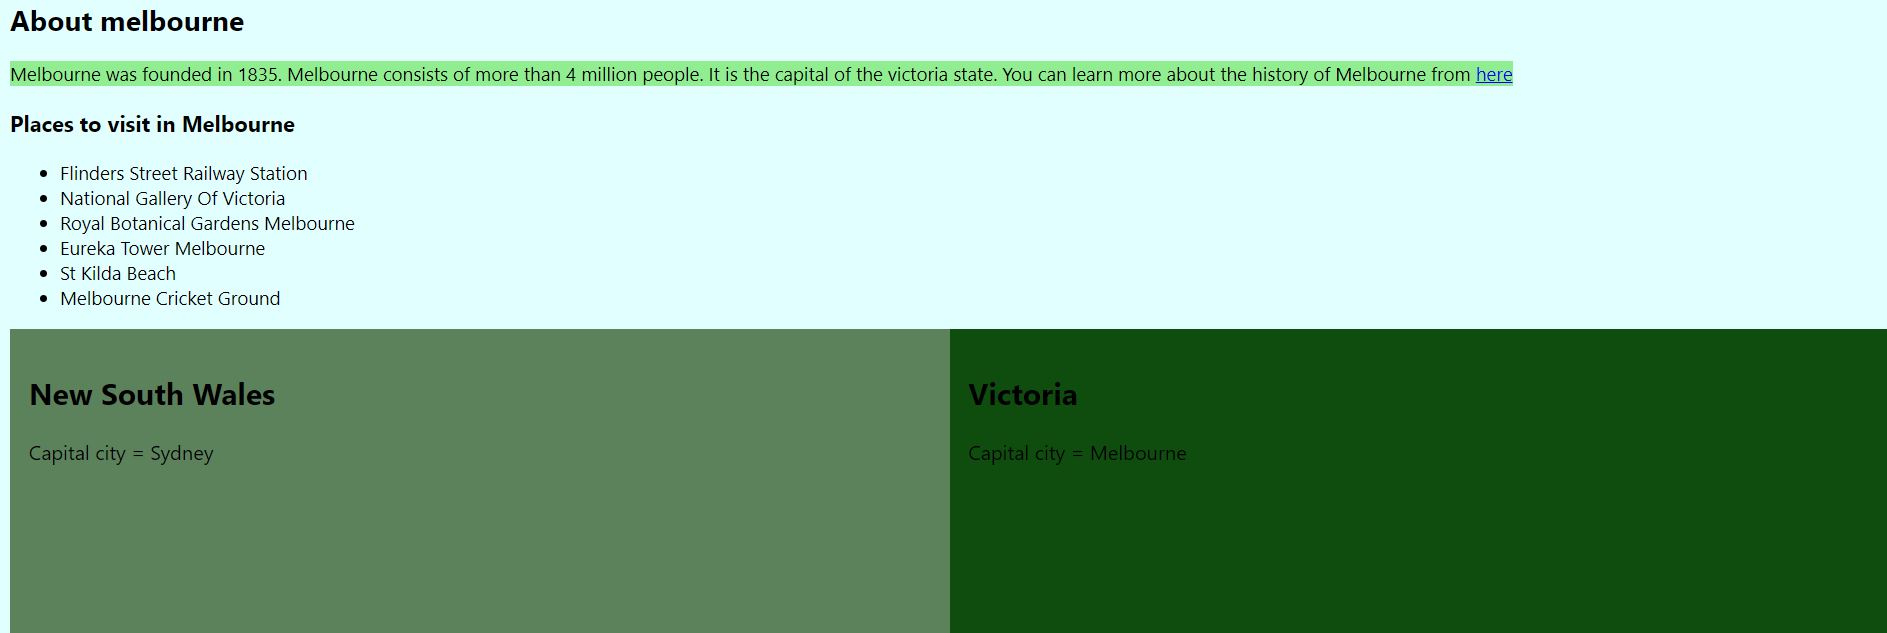 About melbourne
Melbourne was founded in 1835. Melbourne consists of more than 4 million people. It is the capital of the victoria state. You can learn more about the history of Melbourne from here
Places to visit in Melbourne
Flinders Street Railway Station
National Gallery Of Victoria
Royal Botanical Gardens Melbourne
Eureka Tower Melbourne
St Kilda Beach
Melbourne Cricket Ground
New South Wales
Capital city = Sydney
Victoria
Capital city = Melbourne